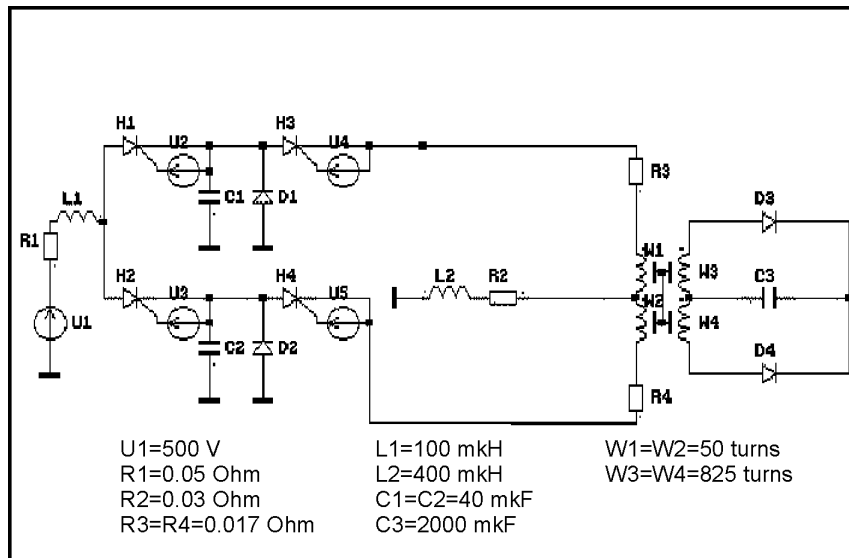 H1
U2
H3
U4
R3
L1
C1
D1
D3
R1
W1
W3
H2
U3
H4
U5
L2
R2
C3
U1
W2
W4
C2
D2
D4
R4
U1=500 V
L1=100 mkH
W1=W2=50 turns
R1=0.05 Ohm
L2=400 mkH
W3=W4=825 turns
R2=0.03 Ohm
C1=C2=40 mkF
R3=R4=0.017 Ohm
C3=2000 mkF